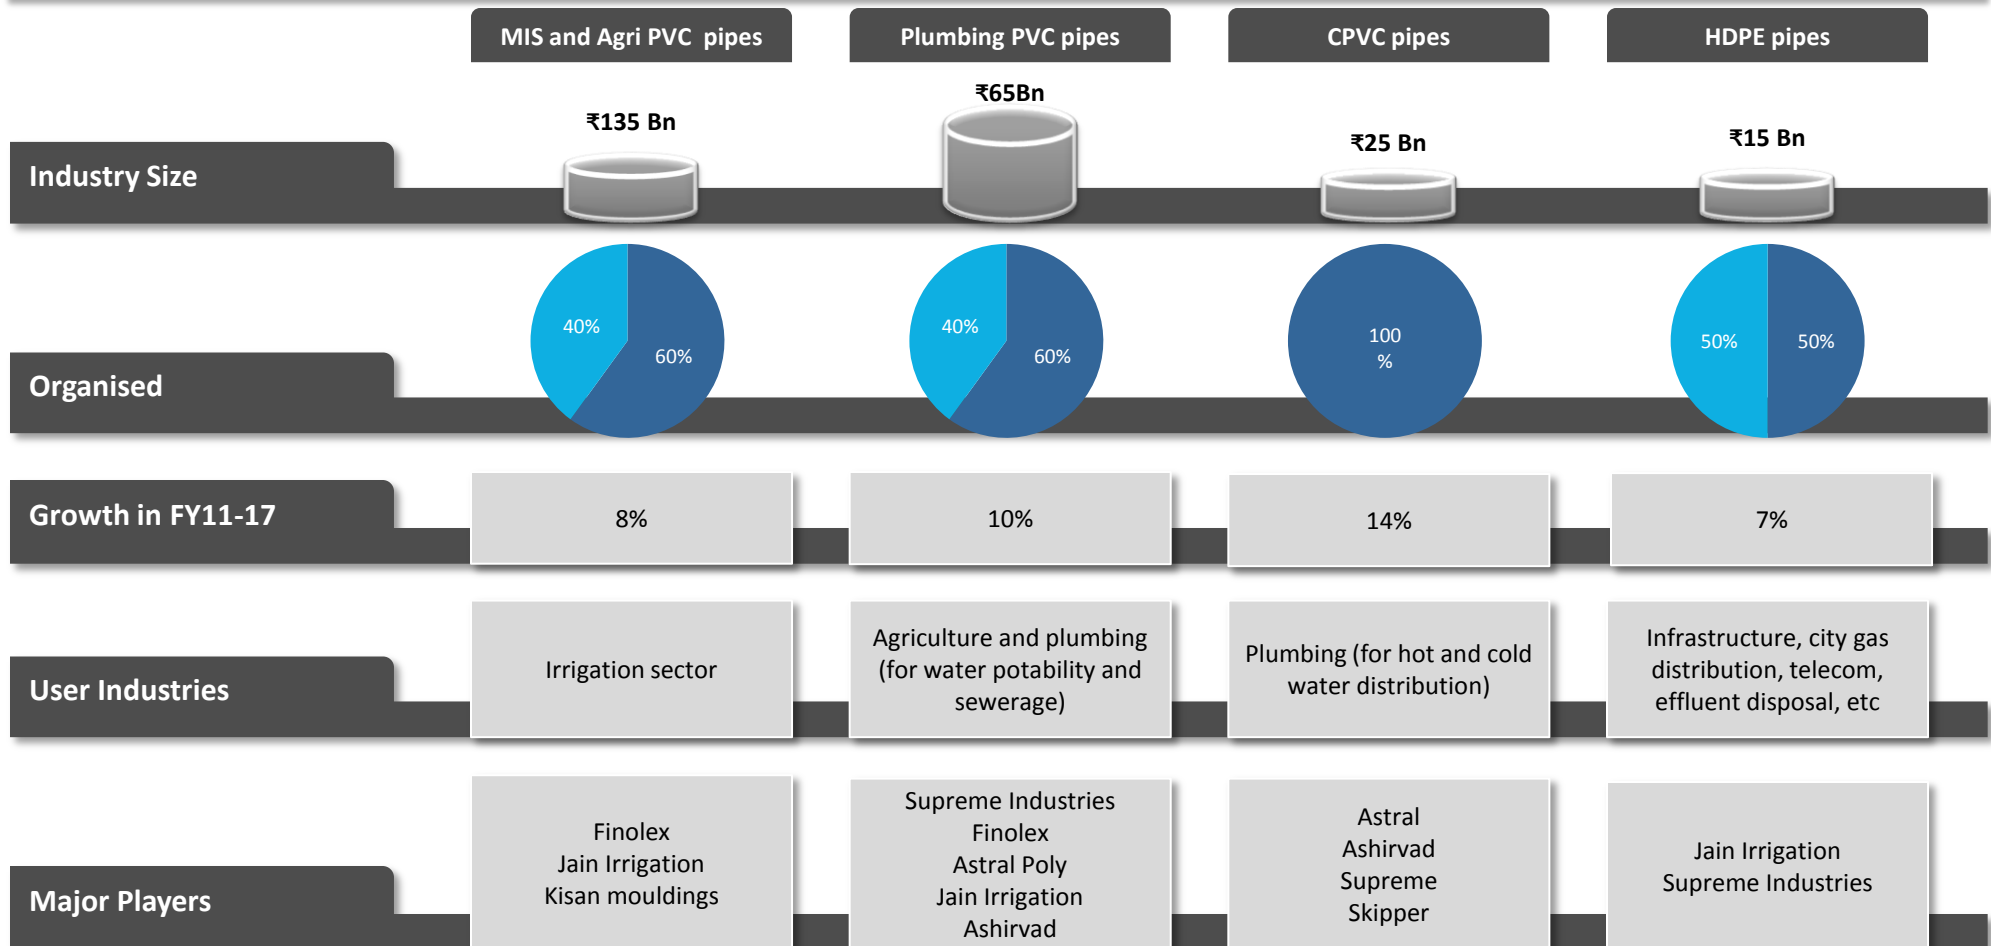 MIS and Agri PVC pipes
Plumbing PVC pipes
CPVC pipes
HDPE pipes
Industry Size
₹135 Bn
₹65Bn
₹25 Bn
₹15 Bn
Organised
40%
60%
40%
60%
100
%
50%
50%
Growth in FY11-17
8%
10%
14%
7%
User Industries
Irrigation sector
Agriculture and plumbing
(for water potability and
sewerage)
Plumbing (for hot and cold
water distribution)
Infrastructure, city gas
distribution, telecom,
effluent disposal, etc
Major Players
Finolex
Jain Irrigation
Kisan mouldings
Supreme Industries
Finolex
Astral Poly
Jain Irrigation
Ashirvad
Astral
Ashirvad
Supreme
Skipper
Jain Irrigation
Supreme Industries